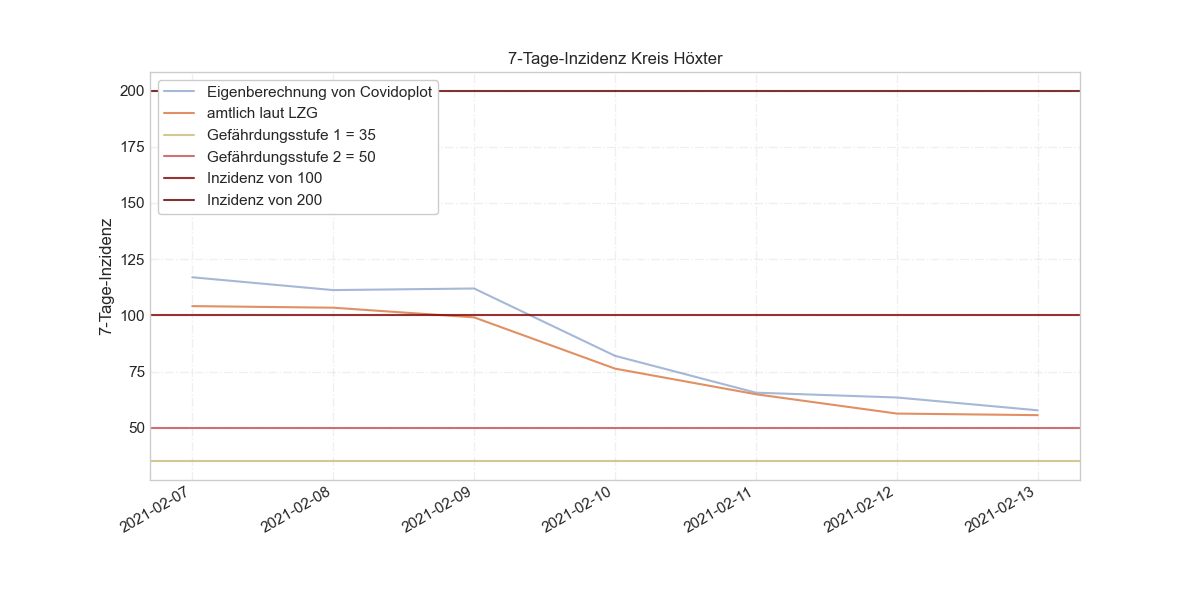 7-Tage-Inzidenz Kreis Höxter
Eigenberechnung von Covidoplot
amtlich laut LZG
Gefährdungsstufe 1 = 35
Gefährdungsstufe 2 = 50
Inzidenz von 100
Inzidenz von 200
7-Tage-Inzidenz
200
175
150
125
100
75
50
2021-02-07
2021-02-08
2021-02-09
2021-02-10
2021-02-11
2021-02-12
2021-02-13